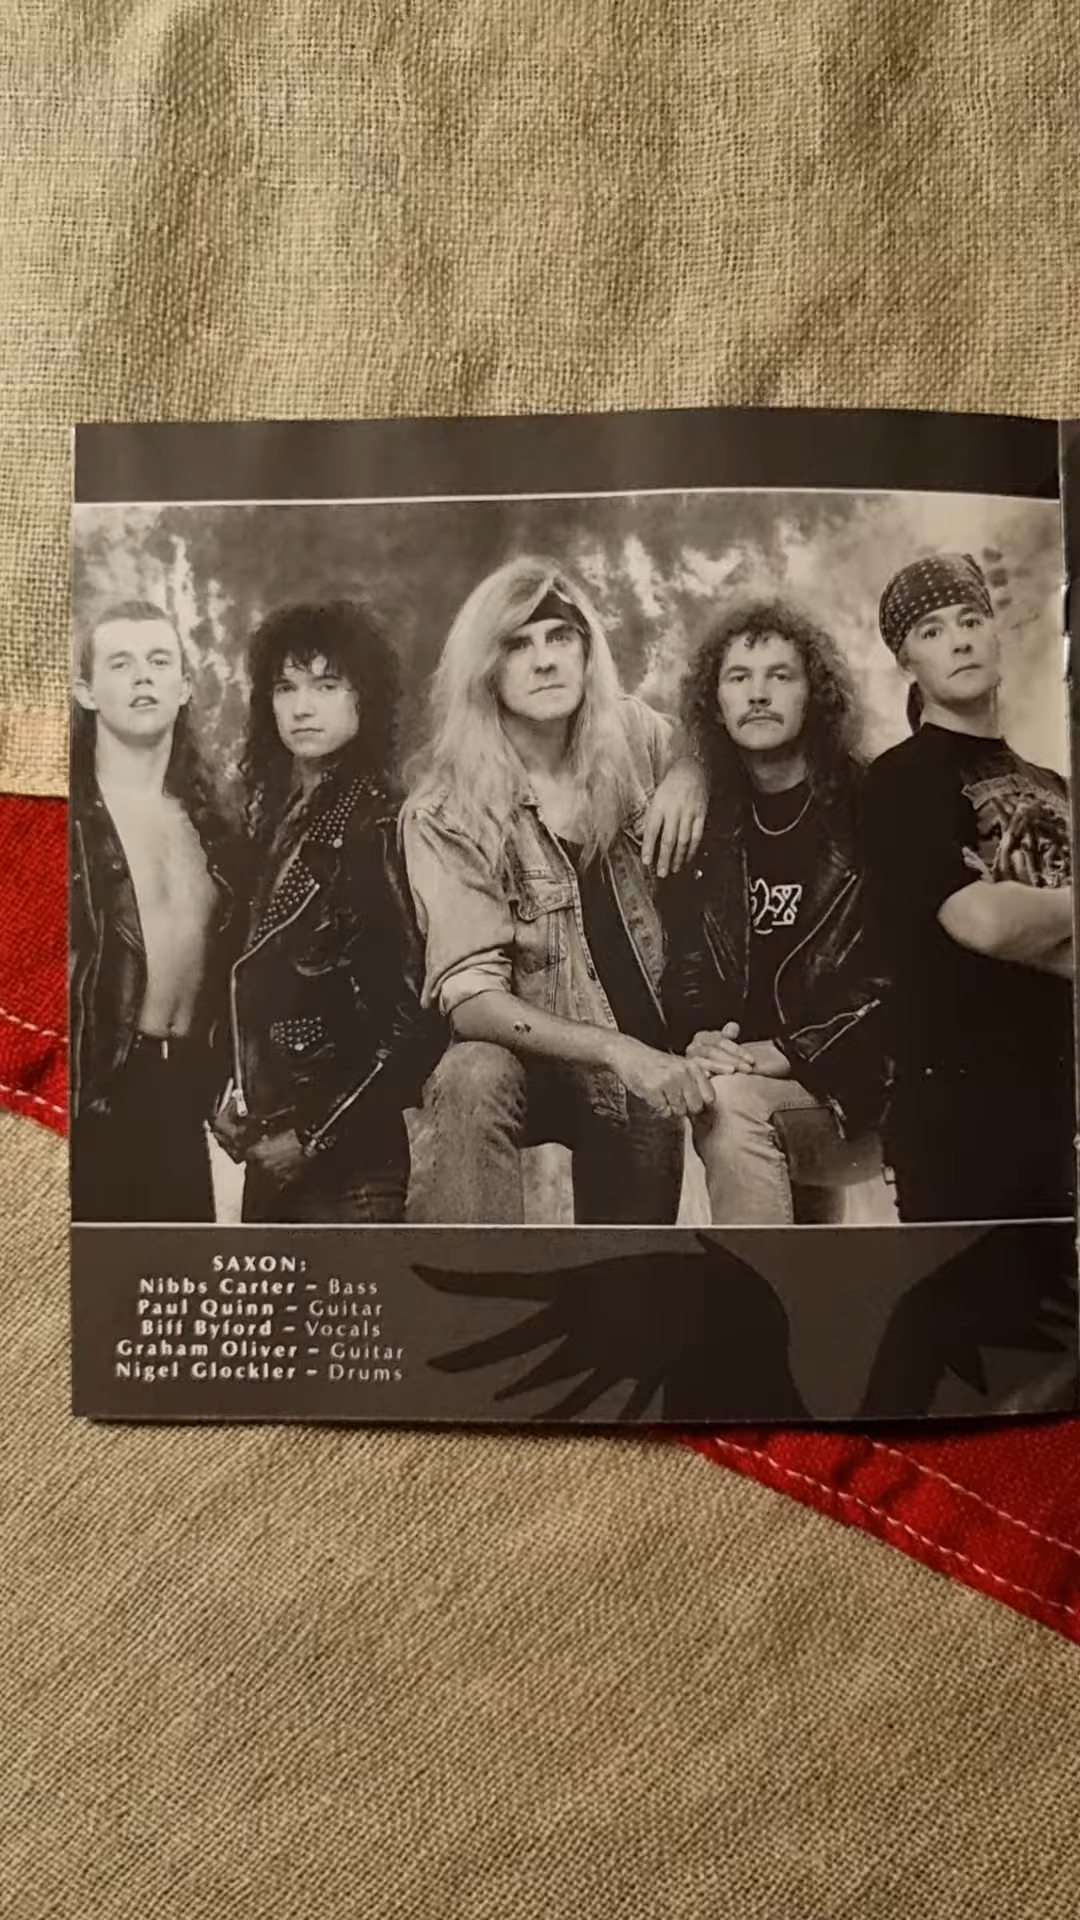 SAXON:
Nibbs Carter – Bass
Paul Quinn – Guitar
Biff Byford – Vocals
Graham Oliver – Guitar
Nigel Glockler – Drums